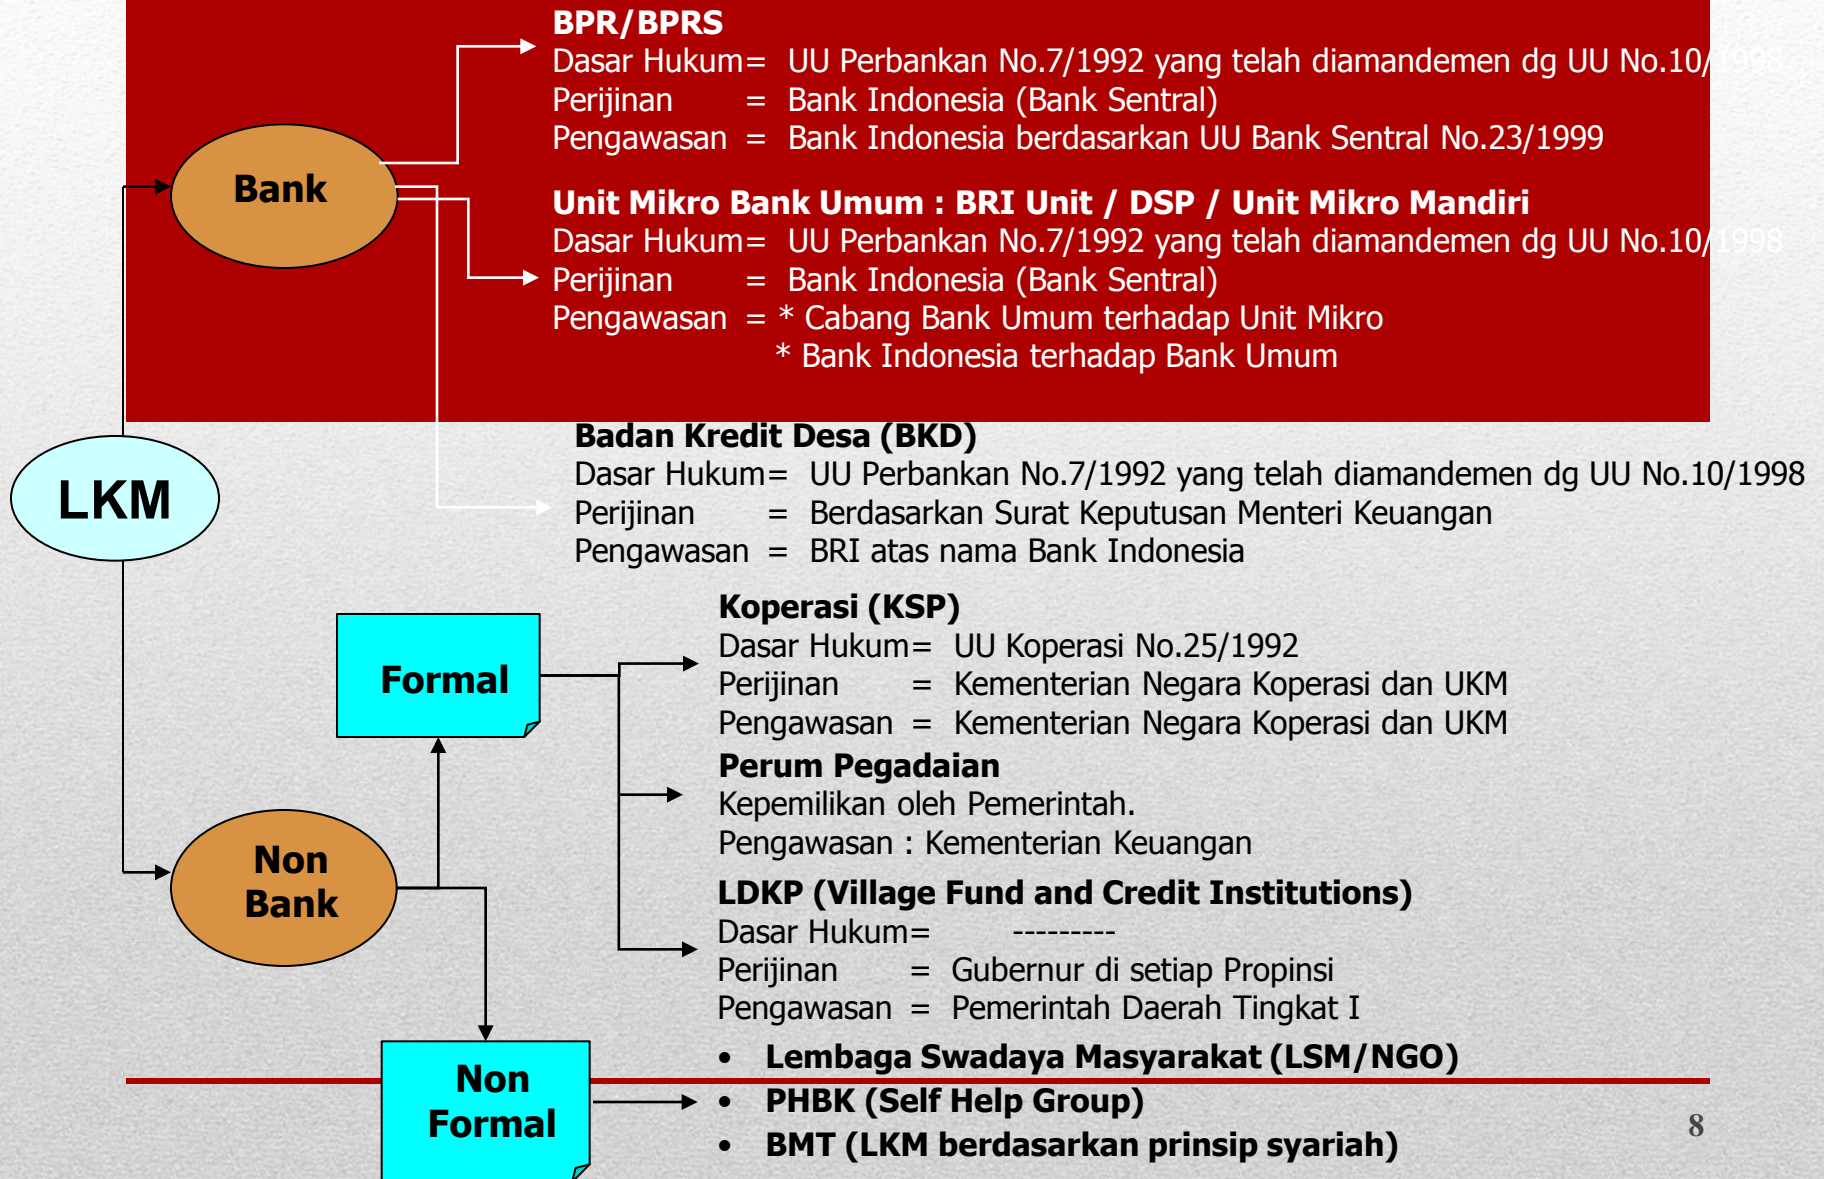 BPR/BPRS
Dasar Hukum= UU Perbankan No.7/1992 yang telah diamandemen dg UU No.10/1998
Perijinan = Bank Indonesia (Bank Sentral)
Pengawasan = Bank Indonesia berdasarkan UU Bank Sentral No.23/1999
Bank
Unit Mikro Bank Umum : BRI Unit / DSP / Unit Mikro Mandiri
Dasar Hukum= UU Perbankan No.7/1992 yang telah diamandemen dg UU No.10/1998
Perijinan = Bank Indonesia (Bank Sentral)
Pengawasan = * Cabang Bank Umum terhadap Unit Mikro
* Bank Indonesia terhadap Bank Umum
LKM
Badan Kredit Desa (BKD)
Dasar Hukum= UU Perbankan No.7/1992 yang telah diamandemen dg UU No.10/1998
Perijinan = Berdasarkan Surat Keputusan Menteri Keuangan
Pengawasan = BRI atas nama Bank Indonesia
Formal
Koperasi (KSP)
Dasar Hukum= UU Koperasi No.25/1992
Perijinan = Kementerian Negara Koperasi dan UKM
Pengawasan = Kementerian Negara Koperasi dan UKM
Perum Pegadaian
Kepemilikan oleh Pemerintah.
Pengawasan : Kementerian Keuangan
Non
Bank
LDKP (Village Fund and Credit Institutions)
Dasar Hukum= ---------
Perijinan = Gubernur di setiap Propinsi
Pengawasan = Pemerintah Daerah Tingkat I
Non
Formal
• Lembaga Swadaya Masyarakat (LSM/NGO)
• PHBK (Self Help Group)
• BMT (LKM berdasarkan prinsip syariah)
8